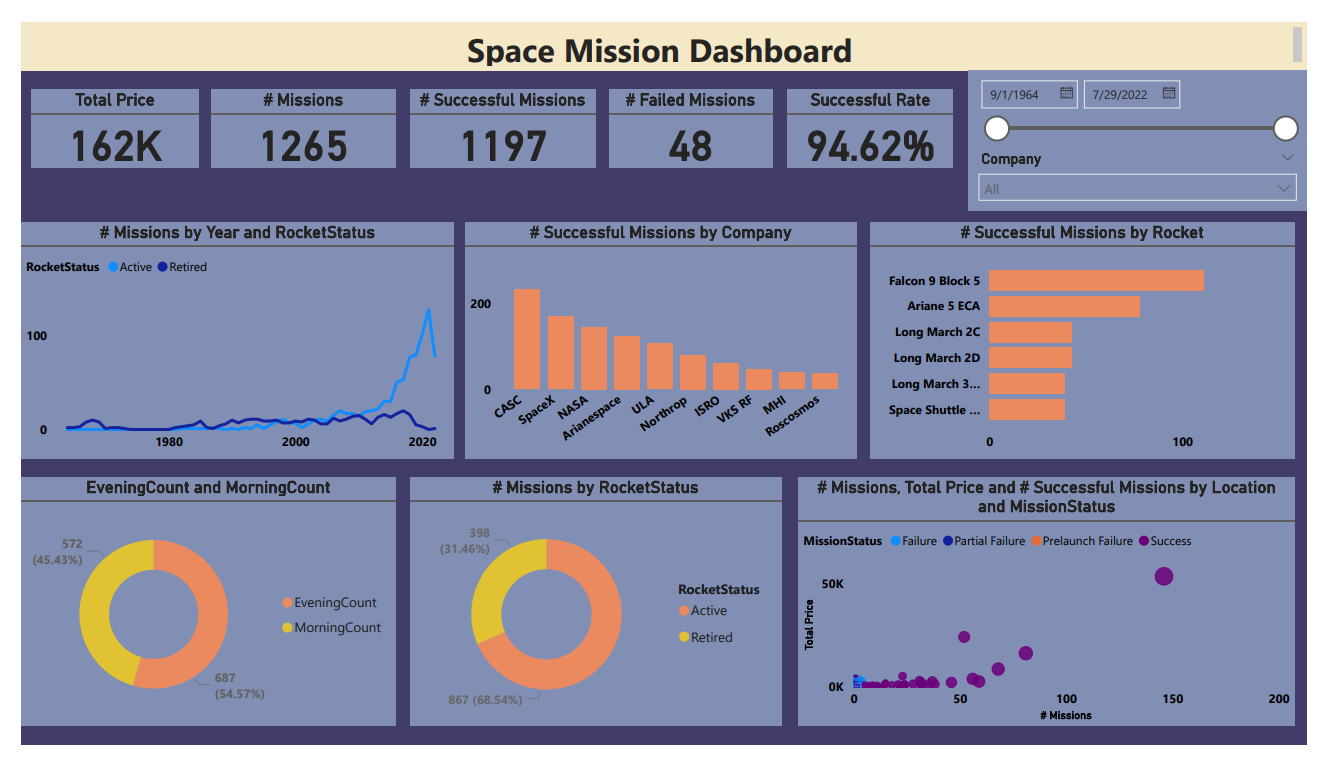 Space Mission Dashboard
Total Price
162K
# Missions
1265
# Successful Missions
1197
# Failed Missions
48
Successful Rate
94.62%
9/1/1964
7/29/2022
Company
All
# Missions by Year and RocketStatus
RocketStatus Active Retired
100
0
1980 2000 2020
# Successful Missions by Company
200
0
CASC SpaceX NASA Arianespace ULA Northrop ISRO VKS RF MHI Roscosmos
# Successful Missions by Rocket
Falcon 9 Block 5
Ariane 5 ECA
Long March 2C
Long March 2D
Long March 3...
Space Shuttle ...
0 100
EveningCount and MorningCount
572
(45.43%)
EveningCount
MorningCount
687
(54.57%)
# Missions by RocketStatus
398
(31.46%)
RocketStatus
Active
Retired
867 (68.54%)
# Missions, Total Price and # Successful Missions by Location
and MissionStatus
MissionStatus Failure Partial Failure Prelaunch Failure Success
50K
Total Price
0K
0 50 100 150 200
# Missions